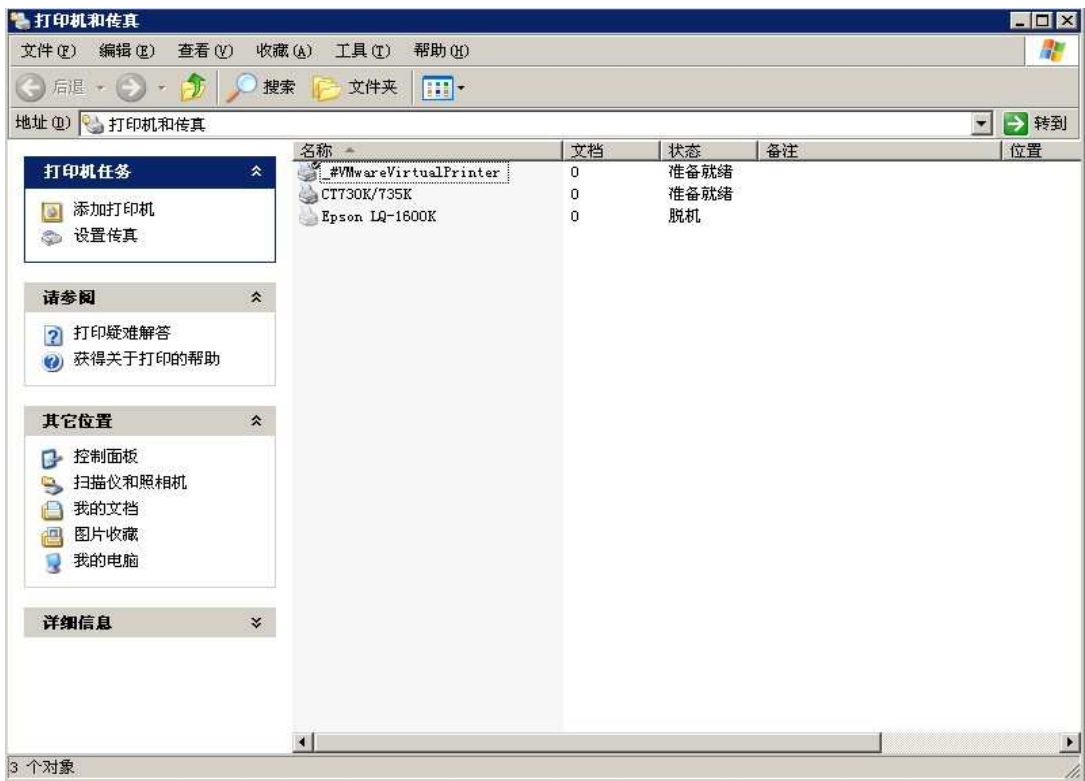 打印机和传真
文件(F) 编辑(E) 查看(V) 收藏(A) 工具(T) 帮助(H)
后退 搜索 文件夹
地址(D) 打印机和传真 转到
打印机任务
添加打印机
设置传真
请参阅
打印疑难解答
获得关于打印的帮助
其它位置
控制面板
扫描仪和照相机
我的文档
图片收藏
我的电脑
详细信息
名称 文档 状态 备注 位置
_#VMwareVirtualPrinter 0 准备就绪
CT730K/735K 0 准备就绪
Epson LQ-1600K 0 脱机
3 个对象